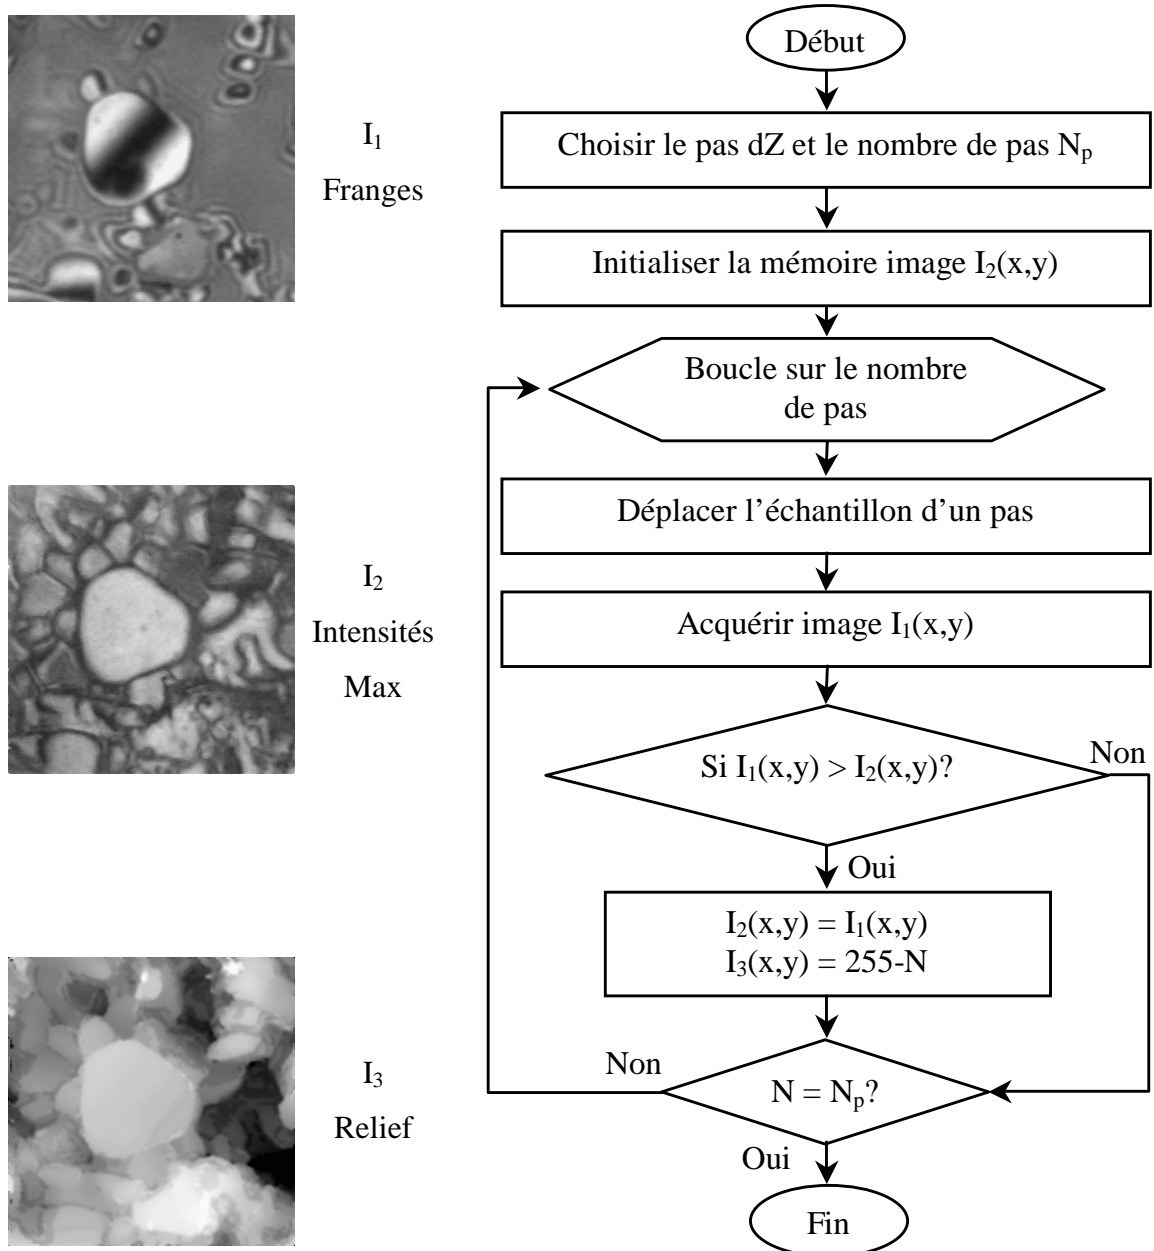 I₁
Franges
I₂
Intensités
Max
I₃
Relief
Début
Choisir le pas dZ et le nombre de pas Nₚ
Initialiser la mémoire image I₂(x,y)
Boucle sur le nombre
de pas
Déplacer l’échantillon d’un pas
Acquérir image I₁(x,y)
Si I₁(x,y) > I₂(x,y)?
Non
Oui
I₂(x,y) = I₁(x,y)
I₃(x,y) = 255-N
Non
N = Nₚ?
Oui
Fin